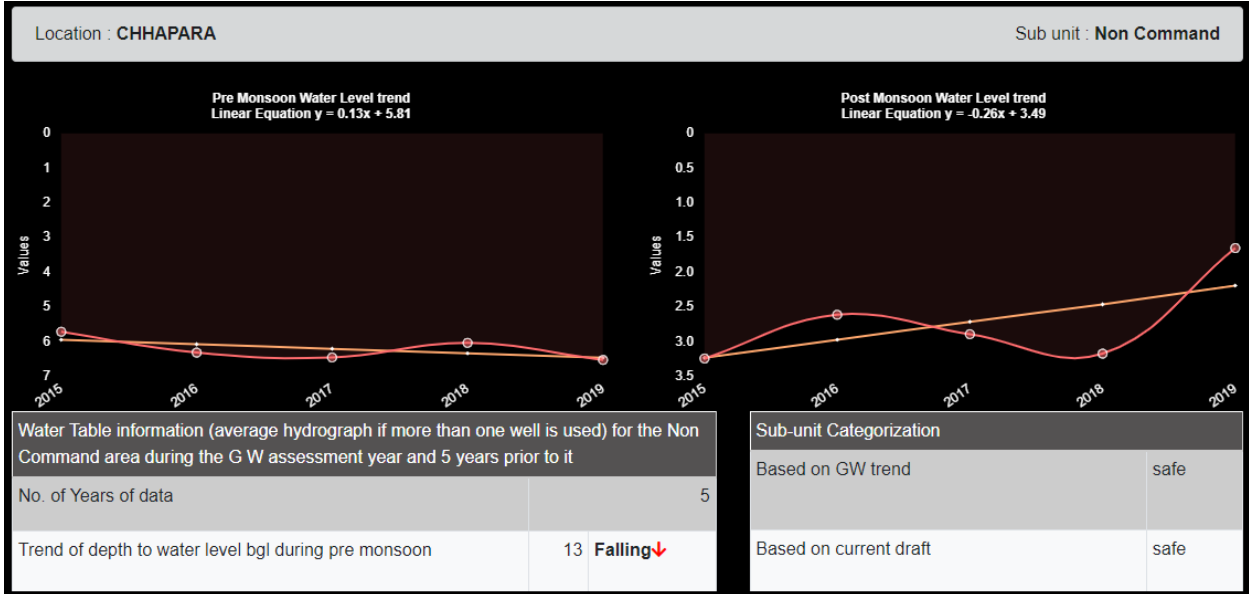 Location : CHHAPARA
Sub unit : Non Command
Pre Monsoon Water Level trend
Linear Equation y = 0.13x + 5.81
Values
0
1
2
3
4
5
6
7
2015
2016
2017
2018
2019
Post Monsoon Water Level trend
Linear Equation y = -0.26x + 3.49
Values
0
0.5
1.0
1.5
2.0
2.5
3.0
3.5
2015
2016
2017
2018
2019
Water Table information (average hydrograph if more than one well is used) for the Non
Command area during the G W assessment year and 5 years prior to it
No. of Years of data 5
Trend of depth to water level bgl during pre monsoon 13 Falling↓
Sub-unit Categorization
Based on GW trend safe
Based on current draft safe